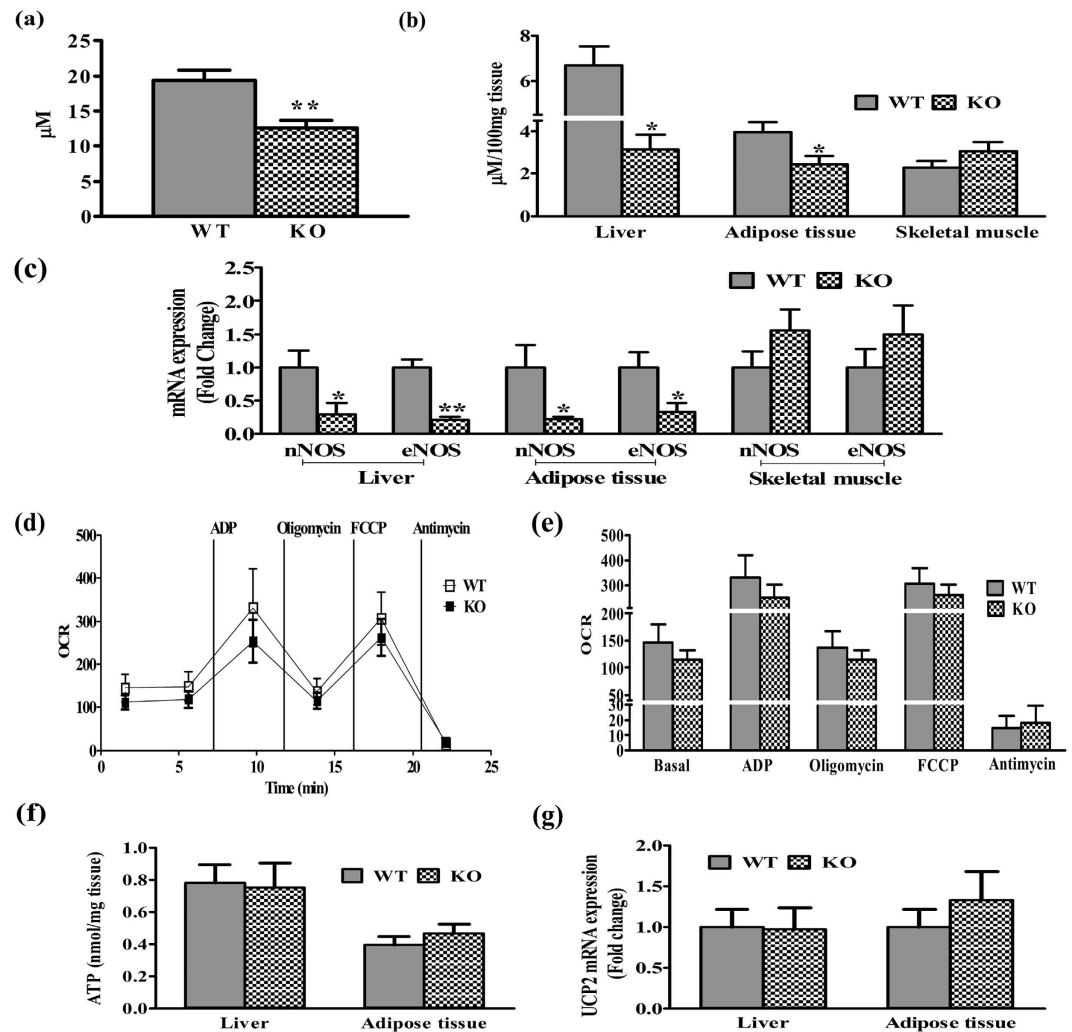 (a)
25
20
15
10
5
0
µM
**
WT KO
(b)
8
6
4
2
0
µM/100mg tissue
WT KO
*
*
Liver Adipose tissue Skeletal muscle
(c)
2.5
2.0
1.5
1.0
0.5
0.0
mRNA expression
(Fold Change)
WT KO
* ** * *
nNOS eNOS nNOS eNOS nNOS eNOS
Liver Adipose tissue Skeletal muscle
(d)
ADP Oligomycin FCCP Antimycin
500
400
300
200
100
0
OCR
WT
KO
0 5 10 15 20 25
Time (min)
(e)
500
400
300
200
200
150
100
50
30
20
10
0
OCR
WT
KO
Basal ADP Oligomycin FCCP Antimycin
(f)
1.0
0.8
0.6
0.4
0.2
0.0
ATP (nmol/mg tissue)
WT KO
Liver Adipose tissue
(g)
2.0
1.5
1.0
0.5
0.0
UCP2 mRNA expression
(Fold change)
WT KO
Liver Adipose tissue